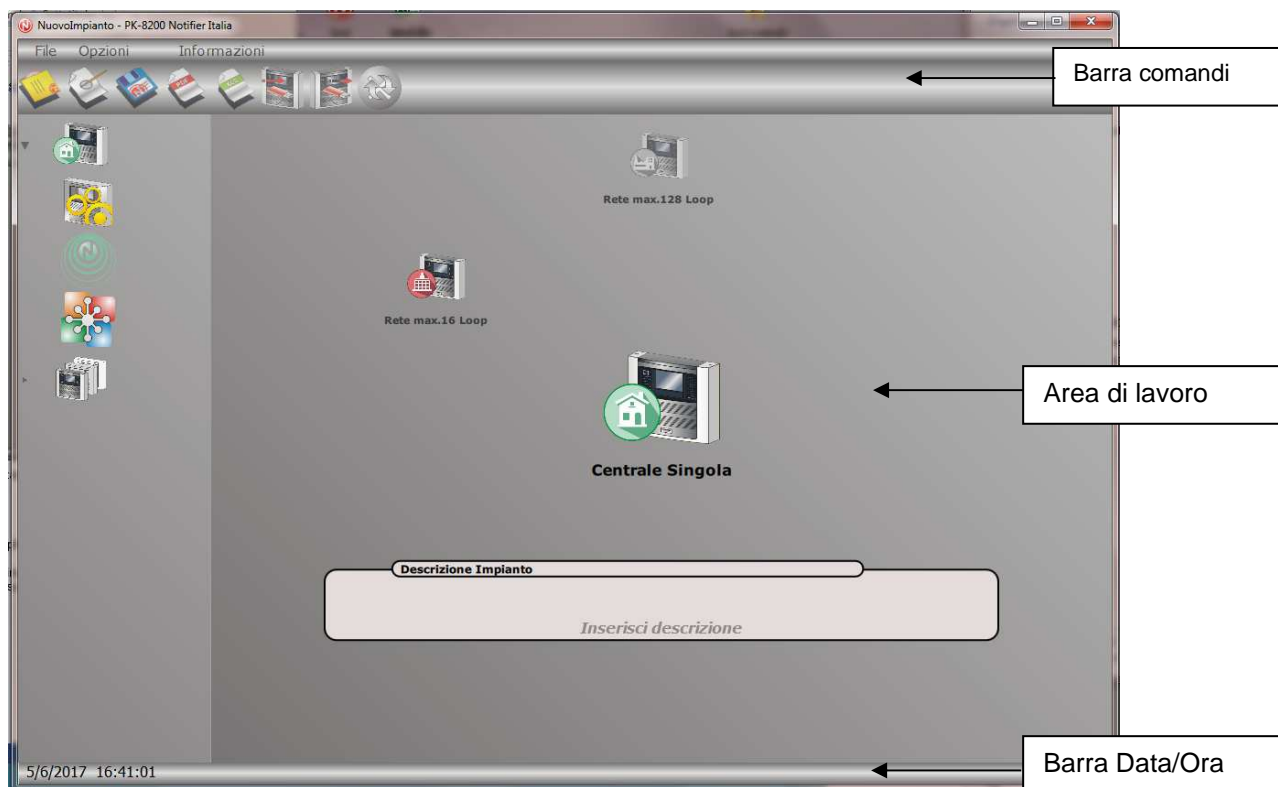 NuovoImpianto - PK-8200 Notifier Italia
File Opzioni Informazioni
Barra comandi
Rete max.128 Loop
Rete max.16 Loop
Area di lavoro
Centrale Singola
Descrizione Impianto
Inserisci descrizione
Barra Data/Ora
5/6/2017 16:41:01